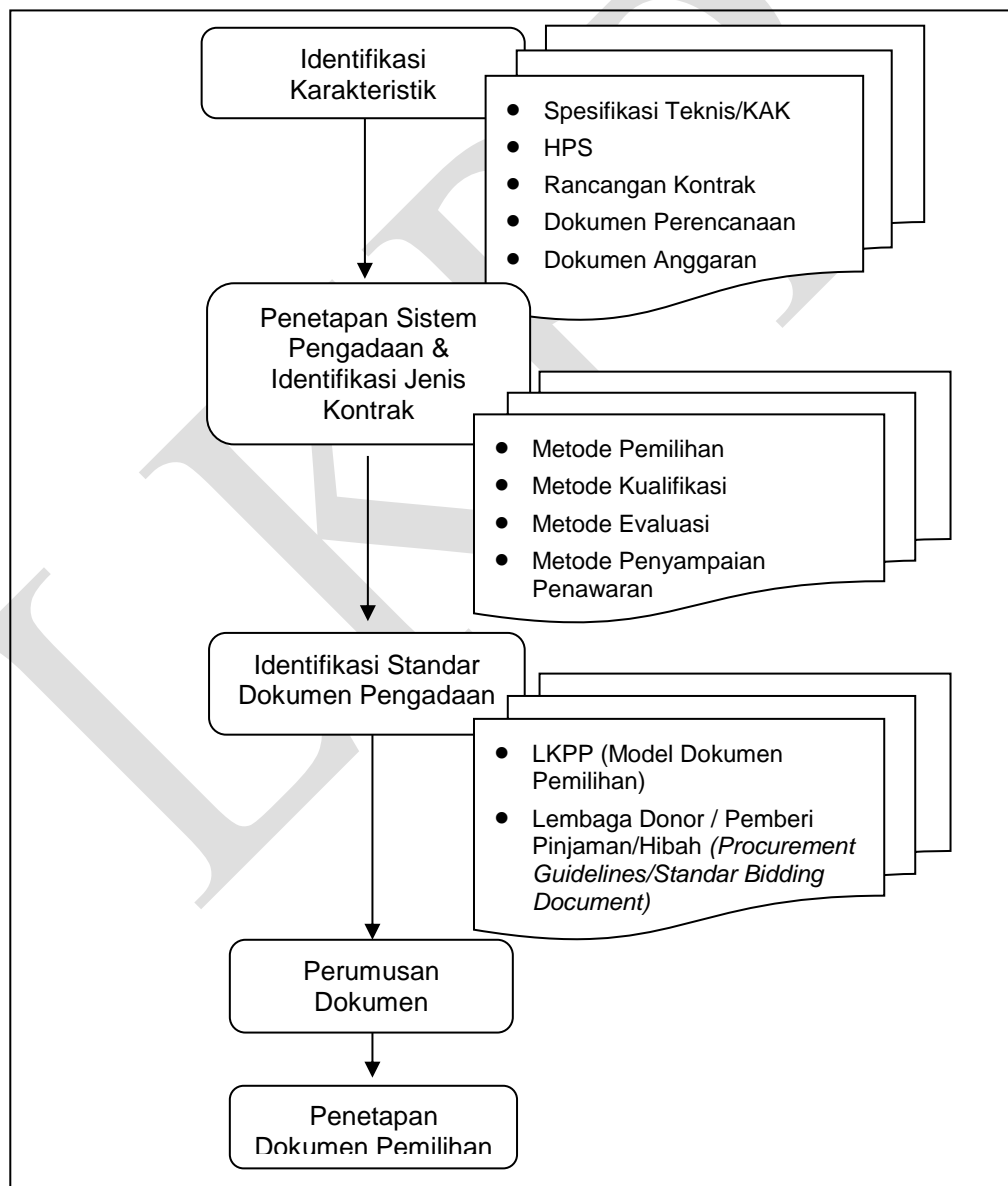 Identifikasi
Karakteristik
• Spesifikasi Teknis/KAK
• HPS
• Rancangan Kontrak
• Dokumen Perencanaan
• Dokumen Anggaran
Penetapan Sistem
Pengadaan &
Identifikasi Jenis
Kontrak
• Metode Pemilihan
• Metode Kualifikasi
• Metode Evaluasi
• Metode Penyampaian
Penawaran
Identifikasi Standar
Dokumen Pengadaan
• LKPP (Model Dokumen
Pemilihan)
• Lembaga Donor / Pemberi
Pinjaman/Hibah (Procurement
Guidelines/Standar Bidding
Document)
Perumusan
Dokumen
Penetapan
Dokumen Pemilihan